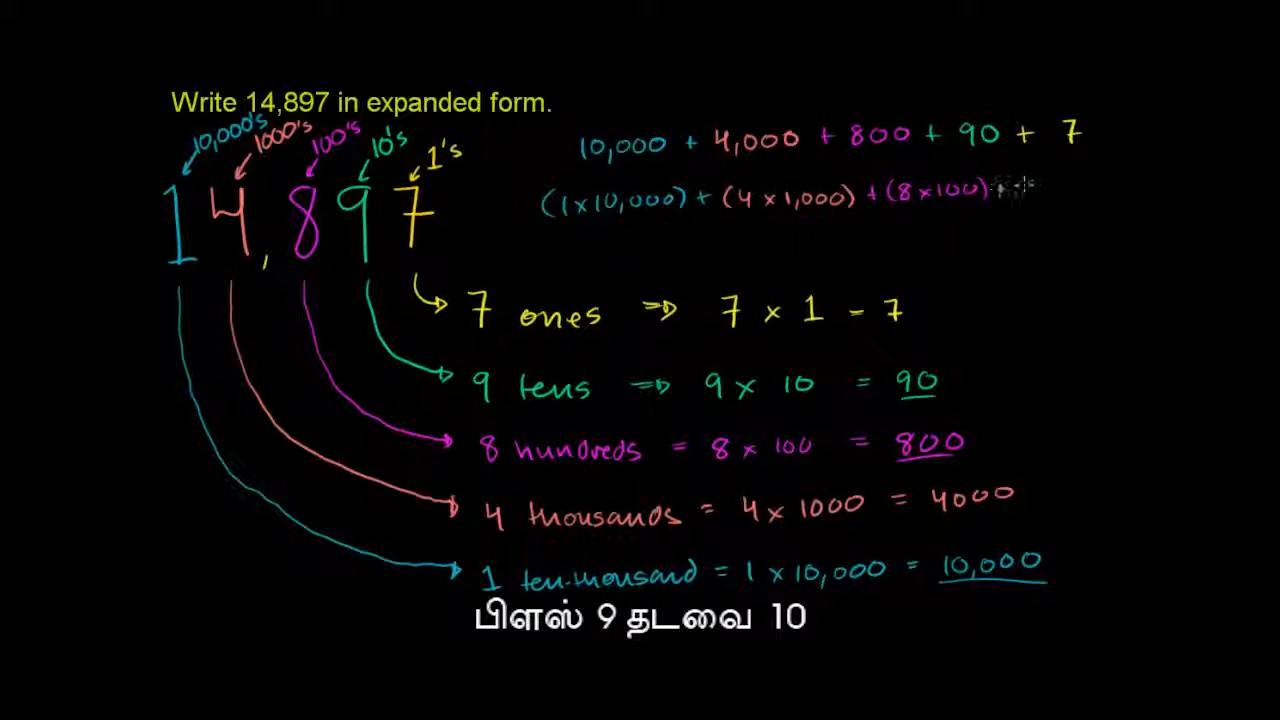 Write 14,897 in expanded form.
10,000's 1000's 100's 10's 1's
10,000 + 4,000 + 800 + 90 + 7
14,897
(1×10,000) + (4×1,000) + (8×100)
7 ones ⇒ 7 × 1 = 7
9 tens ⇒ 9 × 10 = 90
8 hundreds = 8 × 100 = 800
4 thousands = 4 × 1000 = 4000
1 ten-thousand = 1 × 10,000 = 10,000
பிளஸ் 9 தடவை 10